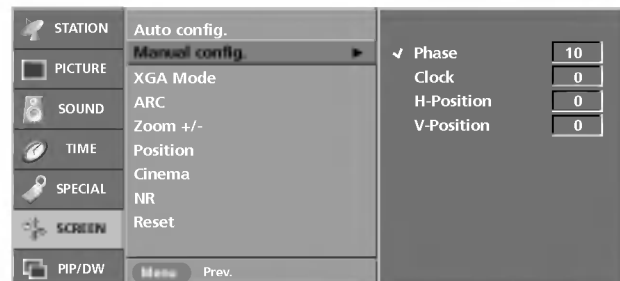 STATION
PICTURE
SOUND
TIME
SPECIAL
SCREEN
PIP/DW
Auto config.
Manual config.
XGA Mode
ARC
Zoom +/-
Position
Cinema
NR
Reset
Menu Prev.
Phase 10
Clock 0
H-Position 0
V-Position 0